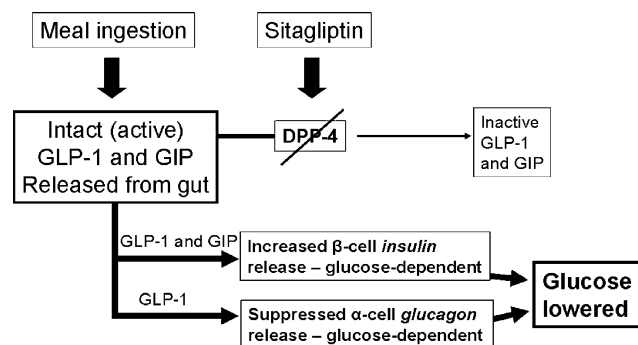 Meal ingestion
Sitagliptin
Intact (active)
GLP-1 and GIP
Released from gut
DPP-4
Inactive
GLP-1
and GIP
GLP-1 and GIP
Increased β-cell insulin
release – glucose-dependent
GLP-1
Suppressed α-cell glucagon
release – glucose-dependent
Glucose
lowered